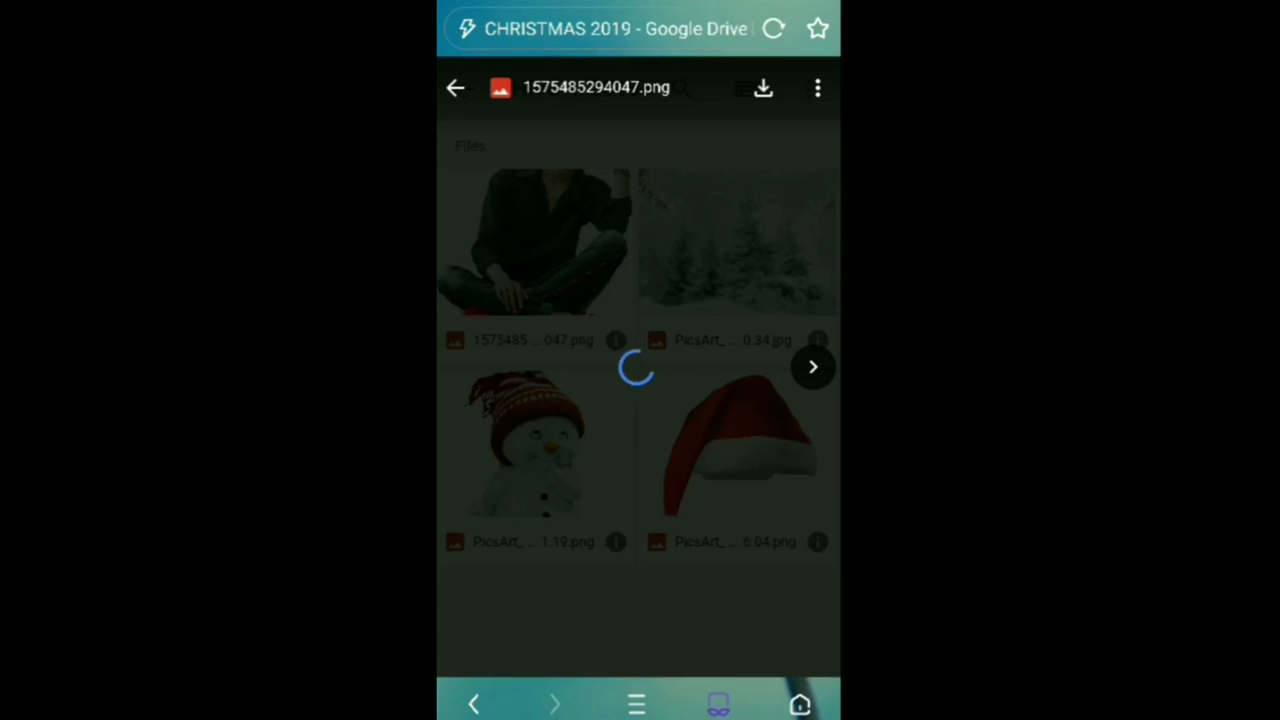 CHRISTMAS 2019 - Google Drive
1575485294047.png
Files
1575485 ... 047.png
PicsArt_ ... 0.34.jpg
PicsArt_ ... 1.19.png
PicsArt_ ... 6.04.png